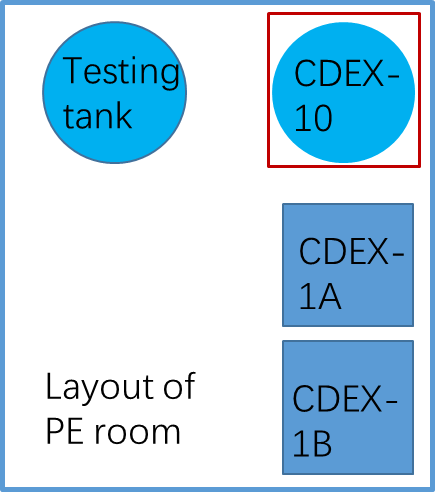 Testing
tank
CDEX-
10
CDEX-
1A
Layout of
PE room
CDEX-
1B